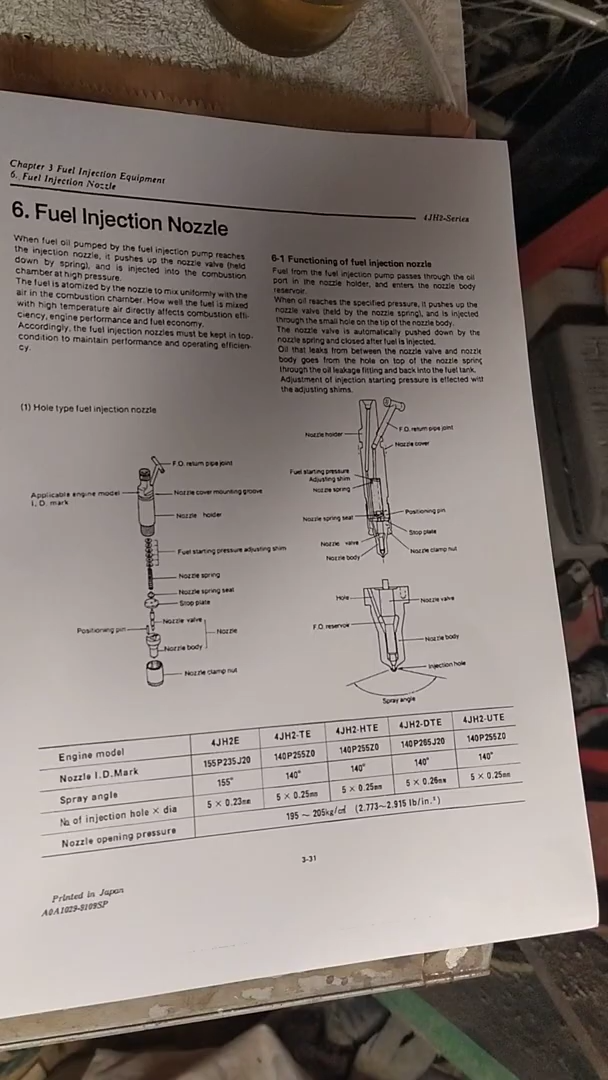 Chapter 3 Fuel Injection Equipment
6. Fuel Injection Nozzle
4JH2-Series
6. Fuel Injection Nozzle
When fuel oil pumped by the fuel injection pump reaches
the injection nozzle, it pushes up the nozzle valve (held
down by spring), and is injected into the combustion
chamber at high pressure.
The fuel is atomized by the nozzle to mix uniformly with the
air in the combustion chamber. How well the fuel is mixed
with high temperature air directly affects combustion effi-
ciency, engine performance and fuel economy.
Accordingly, the fuel injection nozzles must be kept in top
condition to maintain performance and operating efficien-
cy.
6-1 Functioning of fuel injection nozzle
Fuel from the fuel injection pump passes through the oil
port in the nozzle holder, and enters the nozzle body
reservoir.
When oil reaches the specified pressure, it pushes up the
nozzle valve (held by the nozzle spring), and is injected
through the small hole on the tip of the nozzle body.
The nozzle valve is automatically pushed down by the
nozzle spring and closed after fuel is injected.
Oil that leaks from between the nozzle valve and nozzle
body goes from the hole on top of the nozzle spring
through the oil leakage fitting and back into the fuel tank.
Adjustment of injection starting pressure is effected with
the adjusting shims.
(1) Hole type fuel injection nozzle
F.O. return pipe joint
Applicable engine model
I.D. mark
Nozzle cover mounting groove
Nozzle holder
Fuel starting pressure adjusting shim
Nozzle spring
Nozzle spring seat
Stop plate
Nozzle valve
Positioning pin
Nozzle
Nozzle body
Nozzle clamp nut
Nozzle holder
F.O. return pipe joint
Nozzle cover
Fuel starting pressure
Adjusting shim
Nozzle spring
Nozzle spring seat
Positioning pin
Stop plate
Nozzle valve
Nozzle clamp nut
Nozzle body
Hole
Nozzle valve
F.O. reservoir
Nozzle body
Injection hole
Spray angle
Engine model 4JH2E 4JH2-TE 4JH2-HTE 4JH2-DTE 4JH2-UTE
Nozzle I.D.Mark 155P235J20 140P255Z0 140P255Z0 140P265J20 140P255Z0
Spray angle 155° 140° 140° 140° 140°
№ of injection hole × dia 5 × 0.23mm 5 × 0.25mm 5 × 0.25mm 5 × 0.26mm 5 × 0.25mm
Nozzle opening pressure 195 ~ 205kg/㎠ (2.773~2.915 lb/in.²)
3-31
Printed in Japan
A0A1029-9109SP